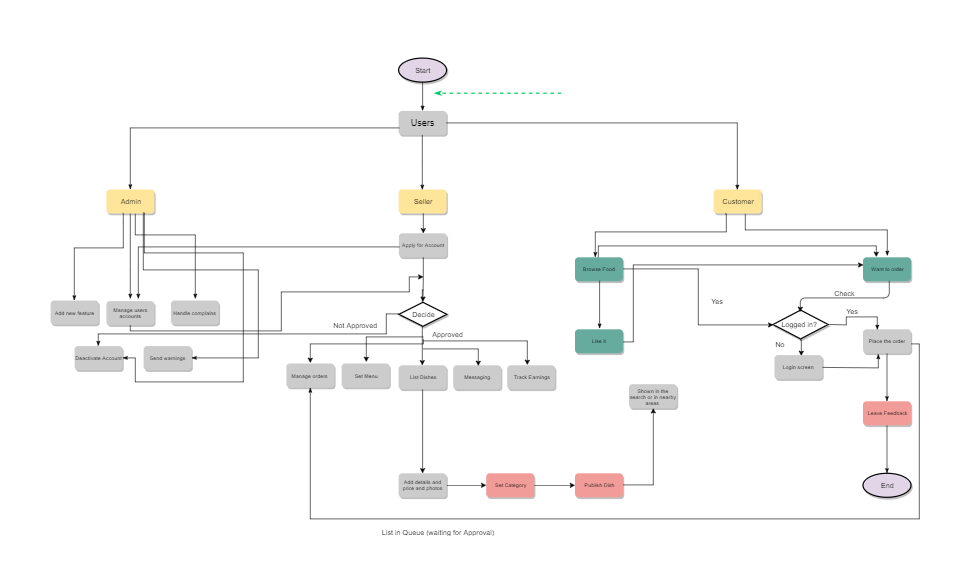 Start
Users
Admin
Seller
Customer
Apply for Account
Browse Food
Want to order
Check
Add new feature
Manage users
accounts
Handle complains
Decide
Yes
Yes
Logged in?
Not Approved
Approved
No
Like it
Place the order
Deactivate Account
Send warnings
Manage orders
Set Menu
List Dishes
Messaging
Track Earnings
Login screen
Shown in the
search or in nearby
areas
Leave Feedback
Add details and
price and photos
Set Category
Publish Dish
End
List in Queue (waiting for Approval)